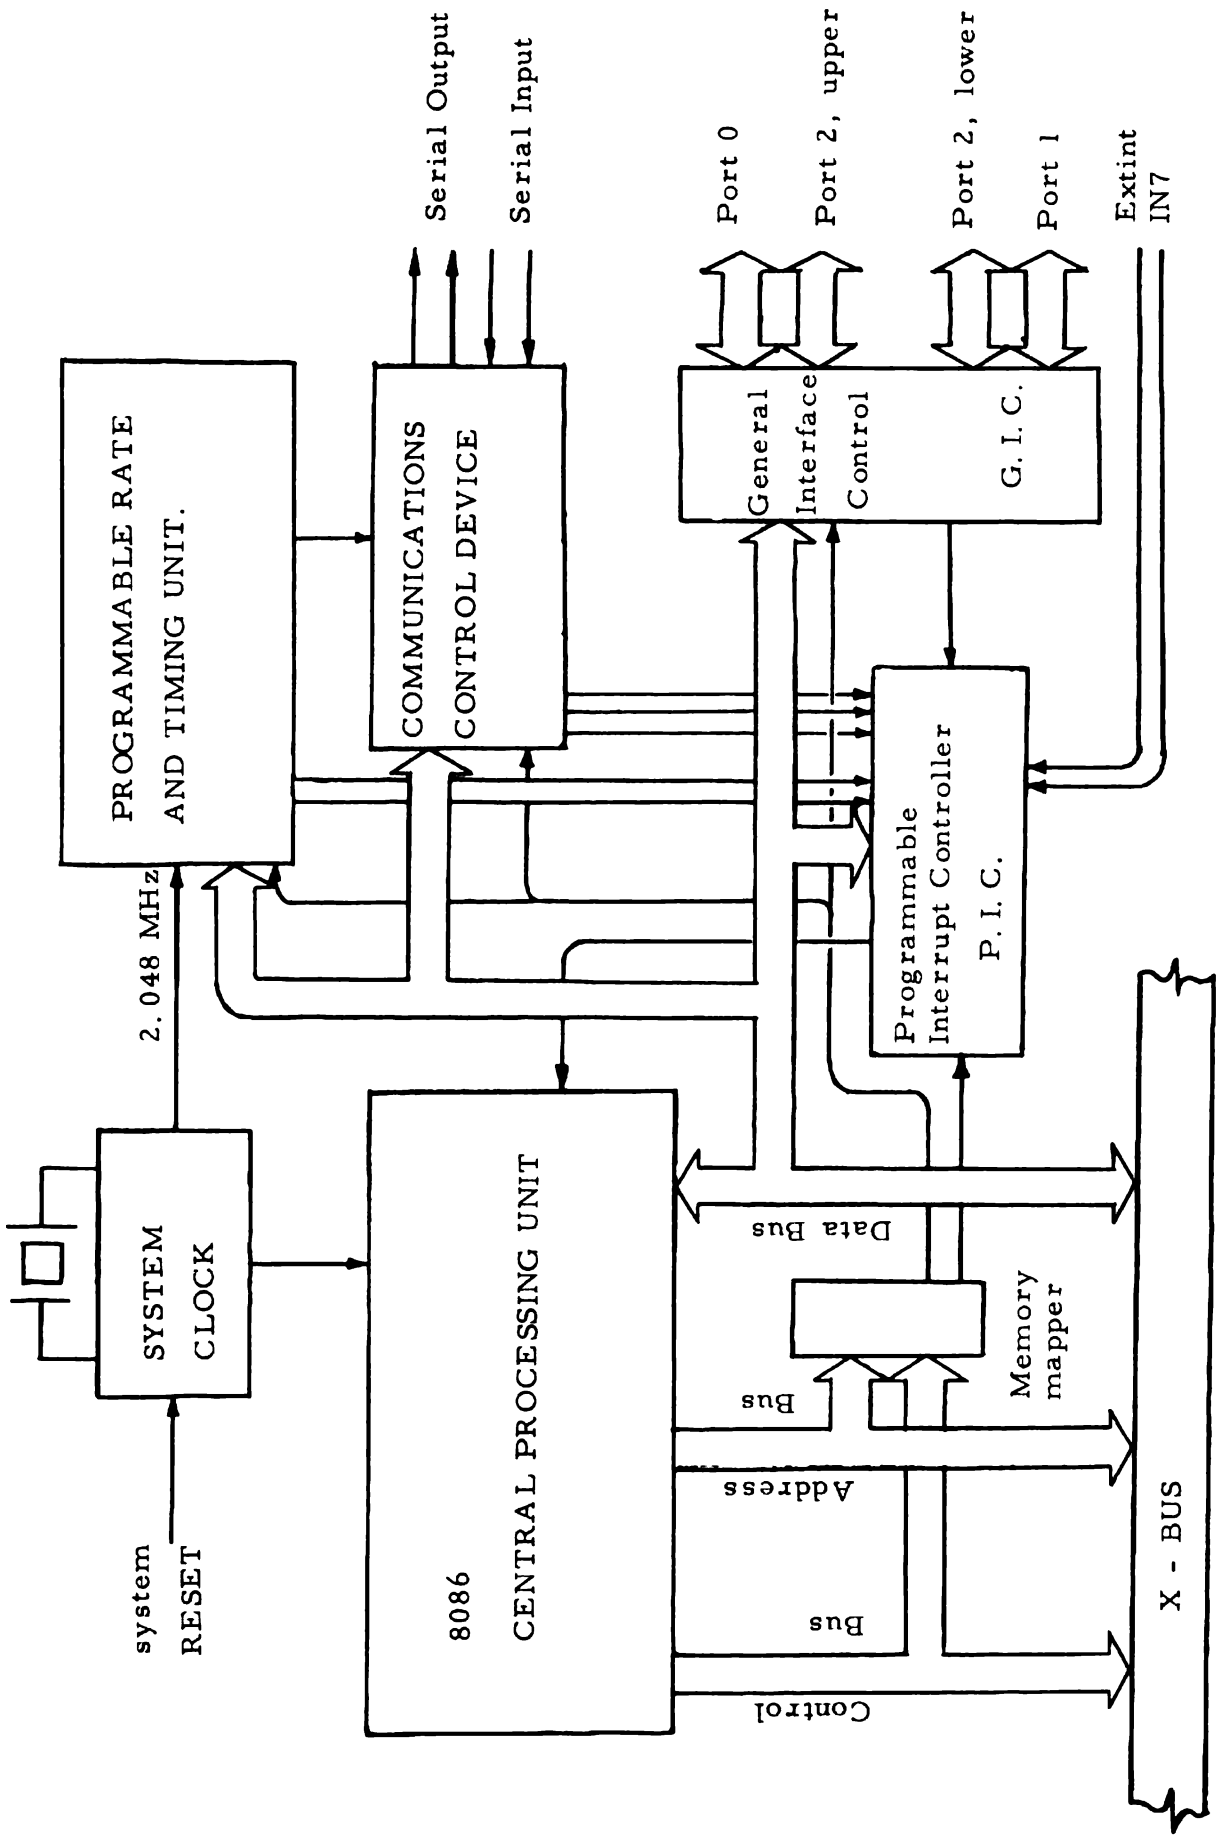 system
RESET
SYSTEM
CLOCK
2. 048 MHz
PROGRAMMABLE RATE
AND TIMING UNIT.
8086
CENTRAL PROCESSING UNIT
COMMUNICATIONS
CONTROL DEVICE
Serial Output
Serial Input
Control
Bus
Address
Bus
Data Bus
Memory
mapper
Programmable
Interrupt Controller
P. I. C.
General
Interface
Control
G. I. C.
Port 0
Port 2, upper
Port 2, lower
Port 1
Extint
IN7
X - BUS